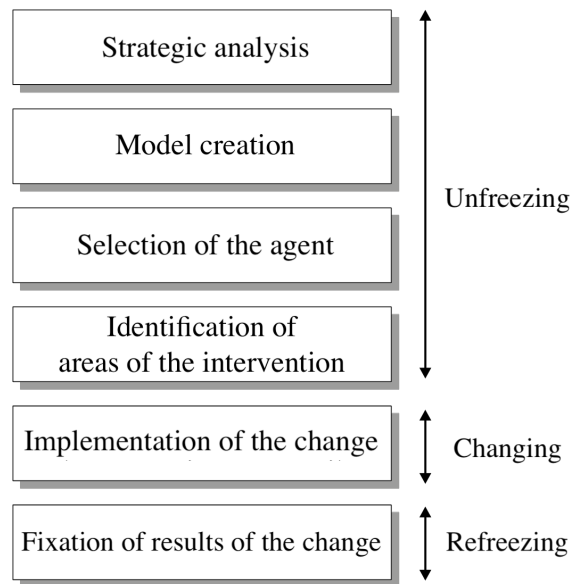 Strategic analysis
Model creation
Unfreezing
Selection of the agent
Identification of
areas of the intervention
Implementation of the change
Changing
Fixation of results of the change
Refreezing